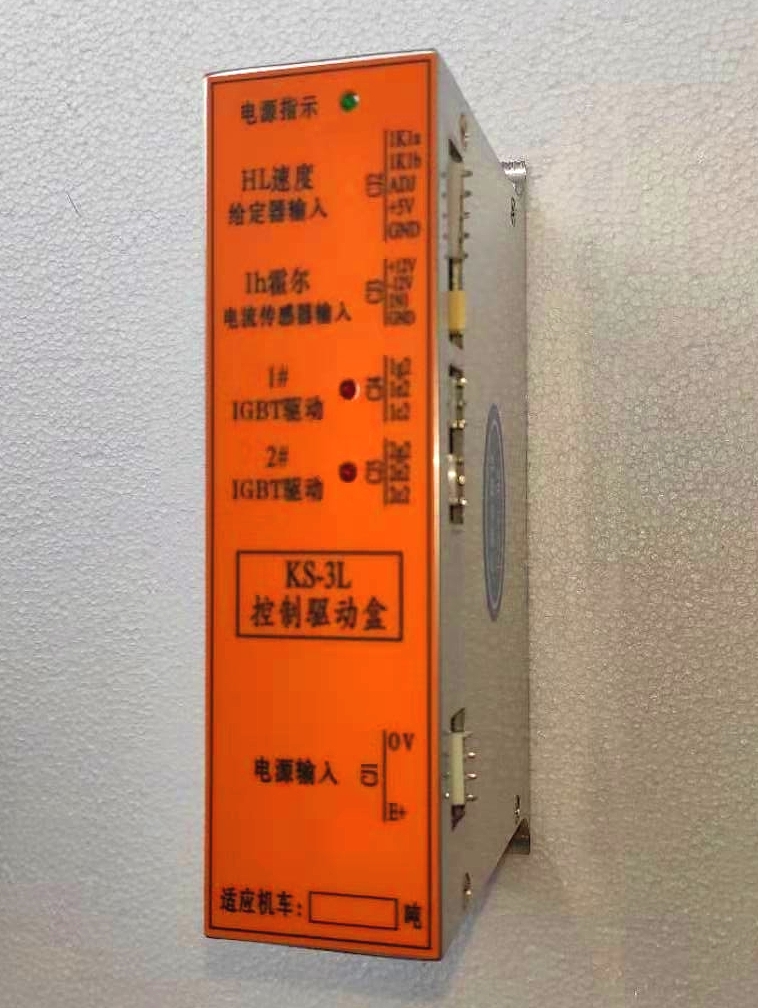 电源指示
HL速度
给定器输入
1K1a
1K1b
ADJ
+5V
GND
Ih霍尔
电流传感器输入
+12V
-12V
GND
1#
IGBT驱动
1g2
1e2
1c2
2#
IGBT驱动
2g2
2e2
2c2
KS-3L
控制驱动盒
电源输入
CJ1
0V
E+
适应机车:
吨